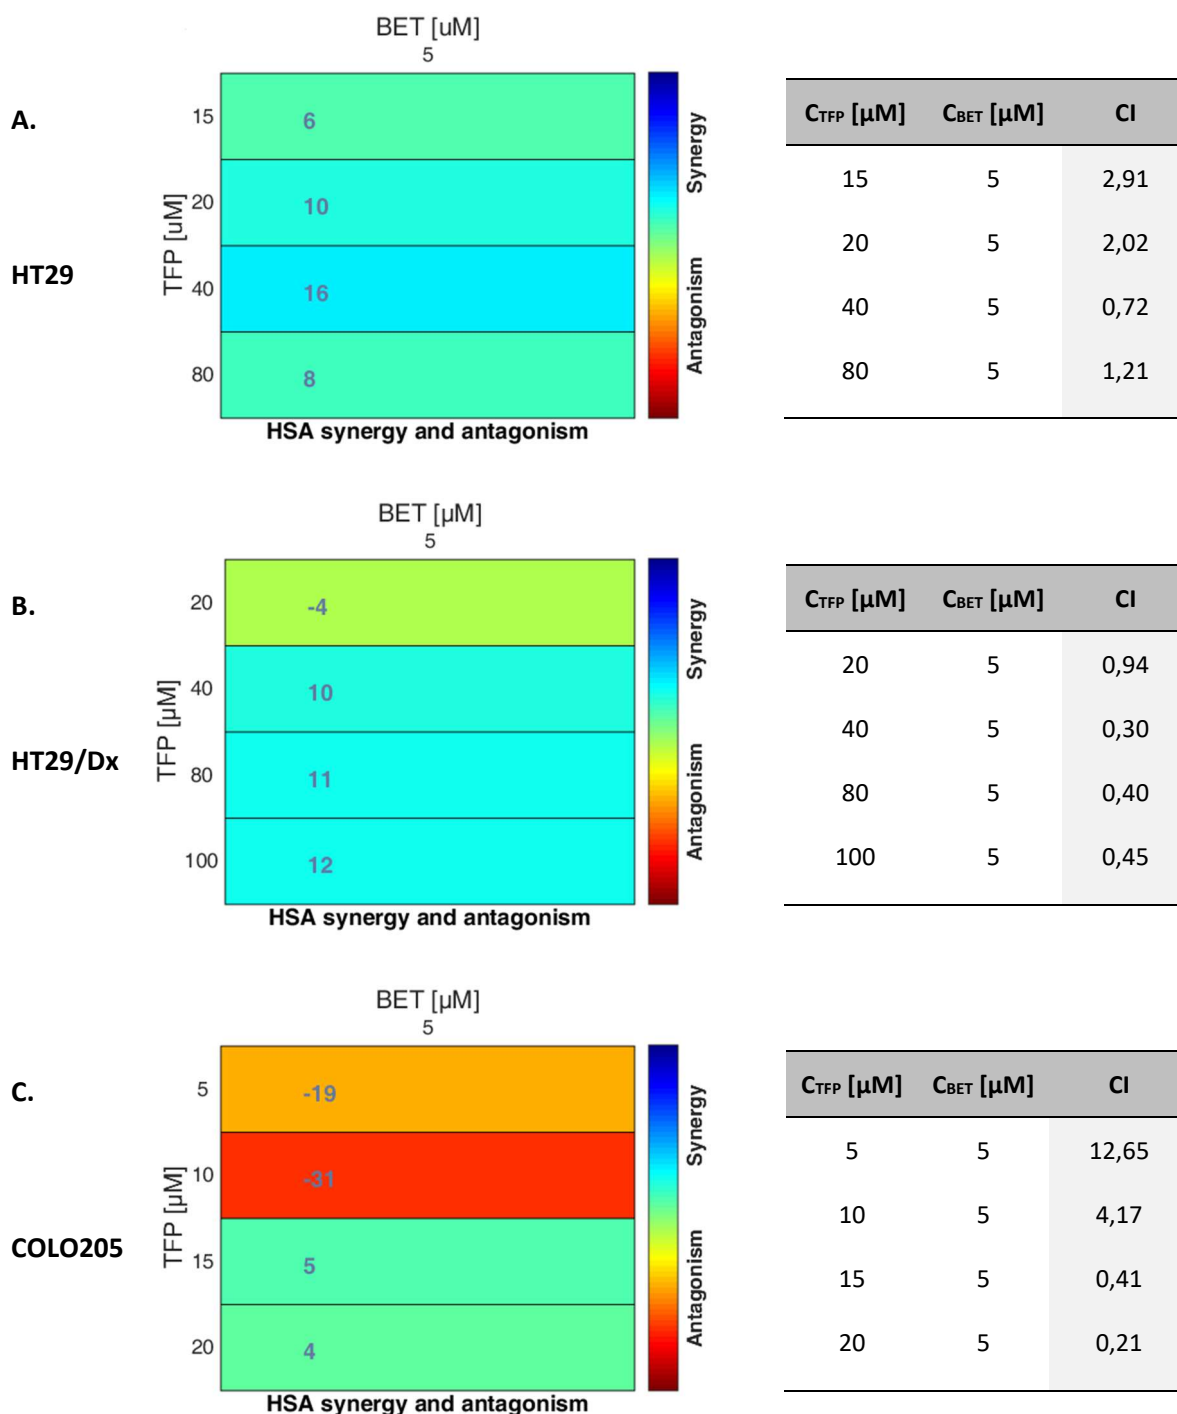 A.
HT29
BET [uM]
5
TFP [uM]
15
6
20
10
40
16
80
8
HSA synergy and antagonism
Synergy
Antagonism
CTFP [µM] CBET [µM] CI
15 5 2,91
20 5 2,02
40 5 0,72
80 5 1,21
B.
HT29/Dx
BET [µM]
5
TFP [µM]
20
-4
40
10
80
11
100
12
HSA synergy and antagonism
Synergy
Antagonism
CTFP [µM] CBET [µM] CI
20 5 0,94
40 5 0,30
80 5 0,40
100 5 0,45
C.
COLO205
BET [µM]
5
TFP [µM]
5
-19
10
-31
15
5
20
4
HSA synergy and antagonism
Synergy
Antagonism
CTFP [µM] CBET [µM] CI
5 5 12,65
10 5 4,17
15 5 0,41
20 5 0,21